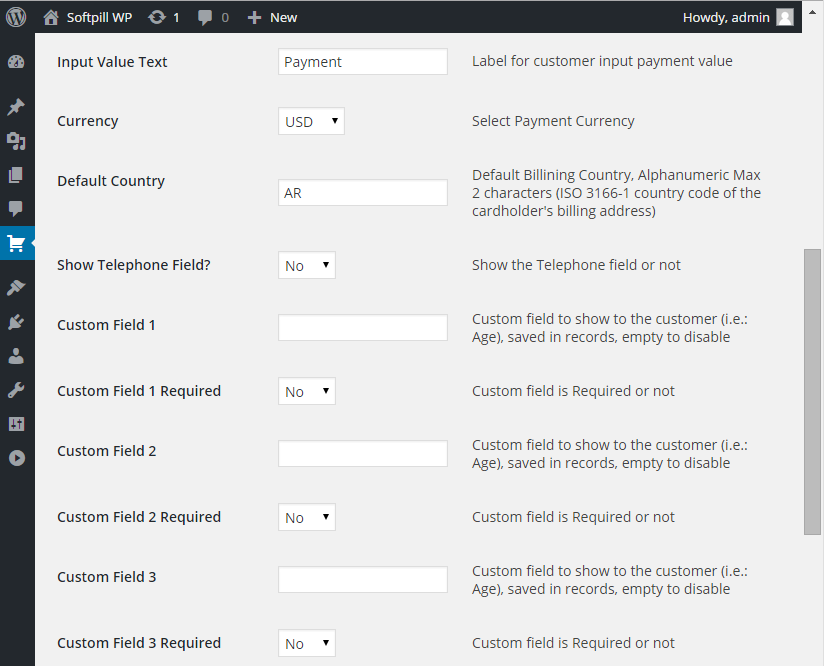 Softpill WP 1 0 New Howdy, admin
Input Value Text Payment Label for customer input payment value
Currency USD Select Payment Currency
Default Country AR Default Billining Country, Alphanumeric Max
2 characters (ISO 3166-1 country code of the
cardholder's billing address)
Show Telephone Field? No Show the Telephone field or not
Custom Field 1 Custom field to show to the customer (i.e.:
Age), saved in records, empty to disable
Custom Field 1 Required No Custom field is Required or not
Custom Field 2 Custom field to show to the customer (i.e.:
Age), saved in records, empty to disable
Custom Field 2 Required No Custom field is Required or not
Custom Field 3 Custom field to show to the customer (i.e.:
Age), saved in records, empty to disable
Custom Field 3 Required No Custom field is Required or not